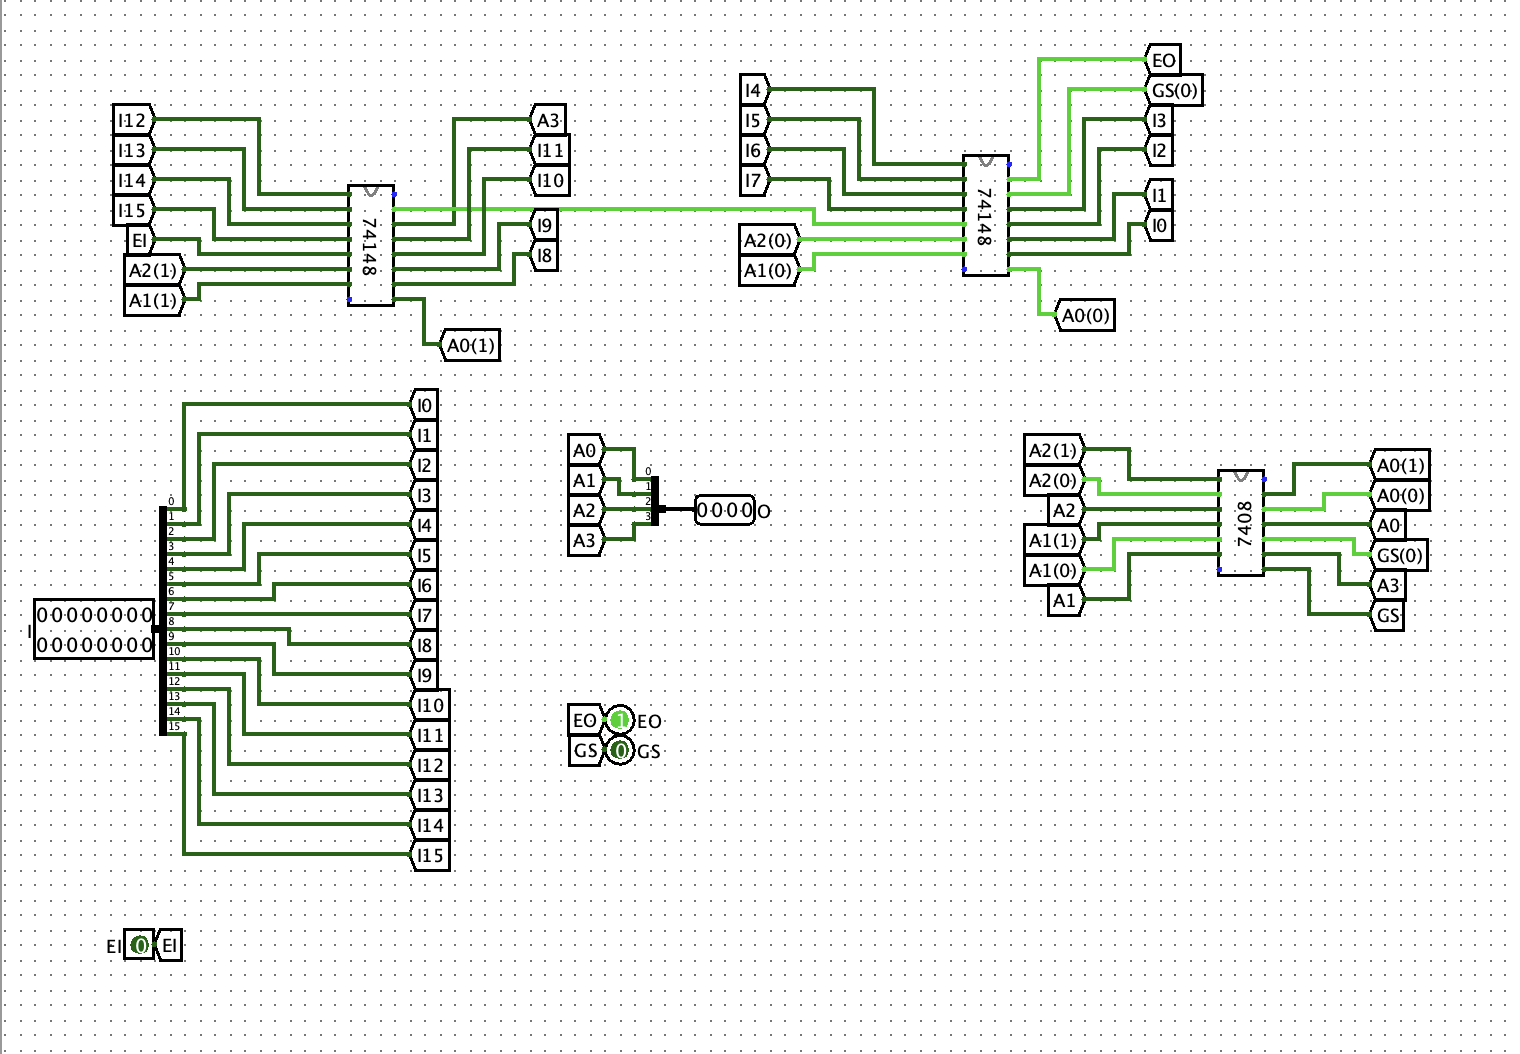 I12
I13
I14
I15
EI
A2(1)
A1(1)
74148
A3
I11
I10
I9
I8
A0(1)
I4
I5
I6
I7
A2(0)
A1(0)
74148
EO
GS(0)
I3
I2
I1
I0
A0(0)
I
00000000
00000000
0
1
2
3
4
5
6
7
8
9
10
11
12
13
14
15
I0
I1
I2
I3
I4
I5
I6
I7
I8
I9
I10
I11
I12
I13
I14
I15
A0
A1
A2
A3
0
1
2
3
0000 O
A2(1)
A2(0)
A2
A1(1)
A1(0)
A1
7408
A0(1)
A0(0)
A0
GS(0)
A3
GS
EO 1 EO
GS 0 GS
EI 0 EI